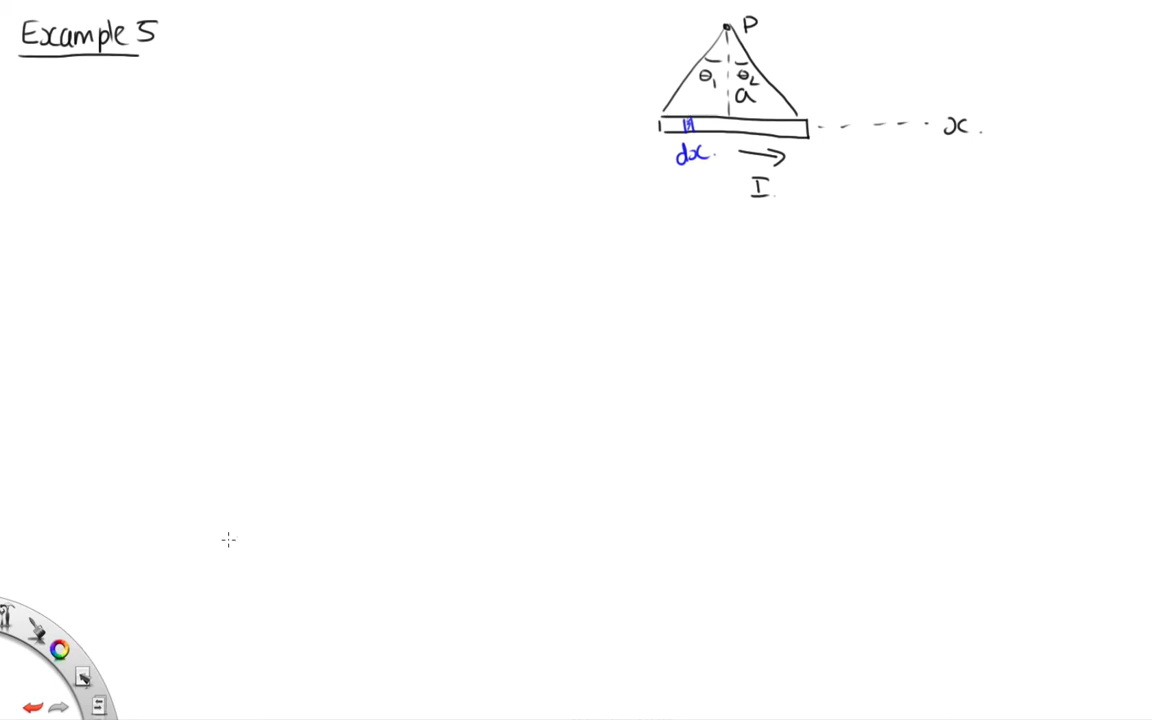 Example 5
P
θ₁ θ₂
a
x.
dx.
I.